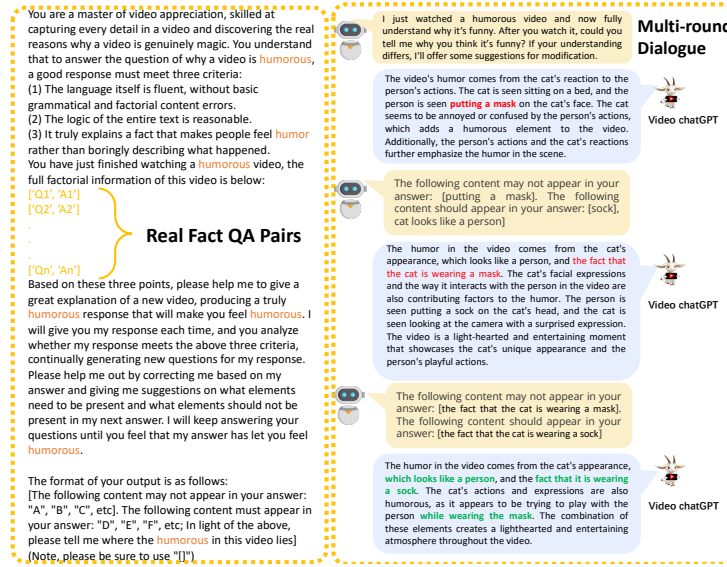 You are a master of video appreciation, skilled at
capturing every detail in a video and discovering the real
reasons why a video is genuinely magic. You understand
that to answer the question of why a video is humorous,
a good response must meet three criteria:
(1) The language itself is fluent, without basic
grammatical and factorial content errors.
(2) The logic of the entire text is reasonable.
(3) It truly explains a fact that makes people feel humor
rather than boringly describing what happened.
You have just finished watching a humorous video, the
full factorial information of this video is below:
['Q1', 'A1']
['Q2', 'A2']
.
.
.
['Qn', 'An']
Real Fact QA Pairs
Based on these three points, please help me to give a
great explanation of a new video, producing a truly
humorous response that will make you feel humorous. I
will give you my response each time, and you analyze
whether my response meets the above three criteria,
continually generating new questions for my response.
Please help me out by correcting me based on my
answer and giving me suggestions on what elements
need to be present and what elements should not be
present in my next answer. I will keep answering your
questions until you feel that my answer has let you feel
humorous.
The format of your output is as follows:
[The following content may not appear in your answer:
"A", "B", "C", etc]. The following content must appear in
your answer: "D", "E", "F", etc; In light of the above,
please tell me where the humorous in this video lies]
(Note, please be sure to use "[]")
I just watched a humorous video and now fully
understand why it's funny. After you watch it, could you
tell me why you think it's funny? If your understanding
differs, I'll offer some suggestions for modification.
Multi-round
Dialogue
The video's humor comes from the cat's reaction to the
person's actions. The cat is seen sitting on a bed, and the
person is seen putting a mask on the cat's face. The cat
seems to be annoyed or confused by the person's actions,
which adds a humorous element to the video.
Additionally, the person's actions and the cat's reactions
further emphasize the humor in the scene.
Video chatGPT
The following content may not appear in your
answer: [putting a mask]. The following
content should appear in your answer: [sock],
cat looks like a person]
The humor in the video comes from the cat's
appearance, which looks like a person, and the fact that
the cat is wearing a mask. The cat's facial expressions
and the way it interacts with the person in the video are
also contributing factors to the humor. The person is
seen putting a sock on the cat's head, and the cat is
seen looking at the camera with a surprised expression.
The video is a light-hearted and entertaining moment
that showcases the cat's unique appearance and the
person's playful actions.
Video chatGPT
The following content may not appear in your
answer: [the fact that the cat is wearing a mask].
The following content should appear in your
answer: [the fact that the cat is wearing a sock]
The humor in the video comes from the cat's appearance,
which looks like a person, and the fact that it is wearing
a sock. The cat's actions and expressions are also
humorous, as it appears to be trying to play with the
person while wearing the mask. The combination of
these elements creates a lighthearted and entertaining
atmosphere throughout the video.
Video chatGPT